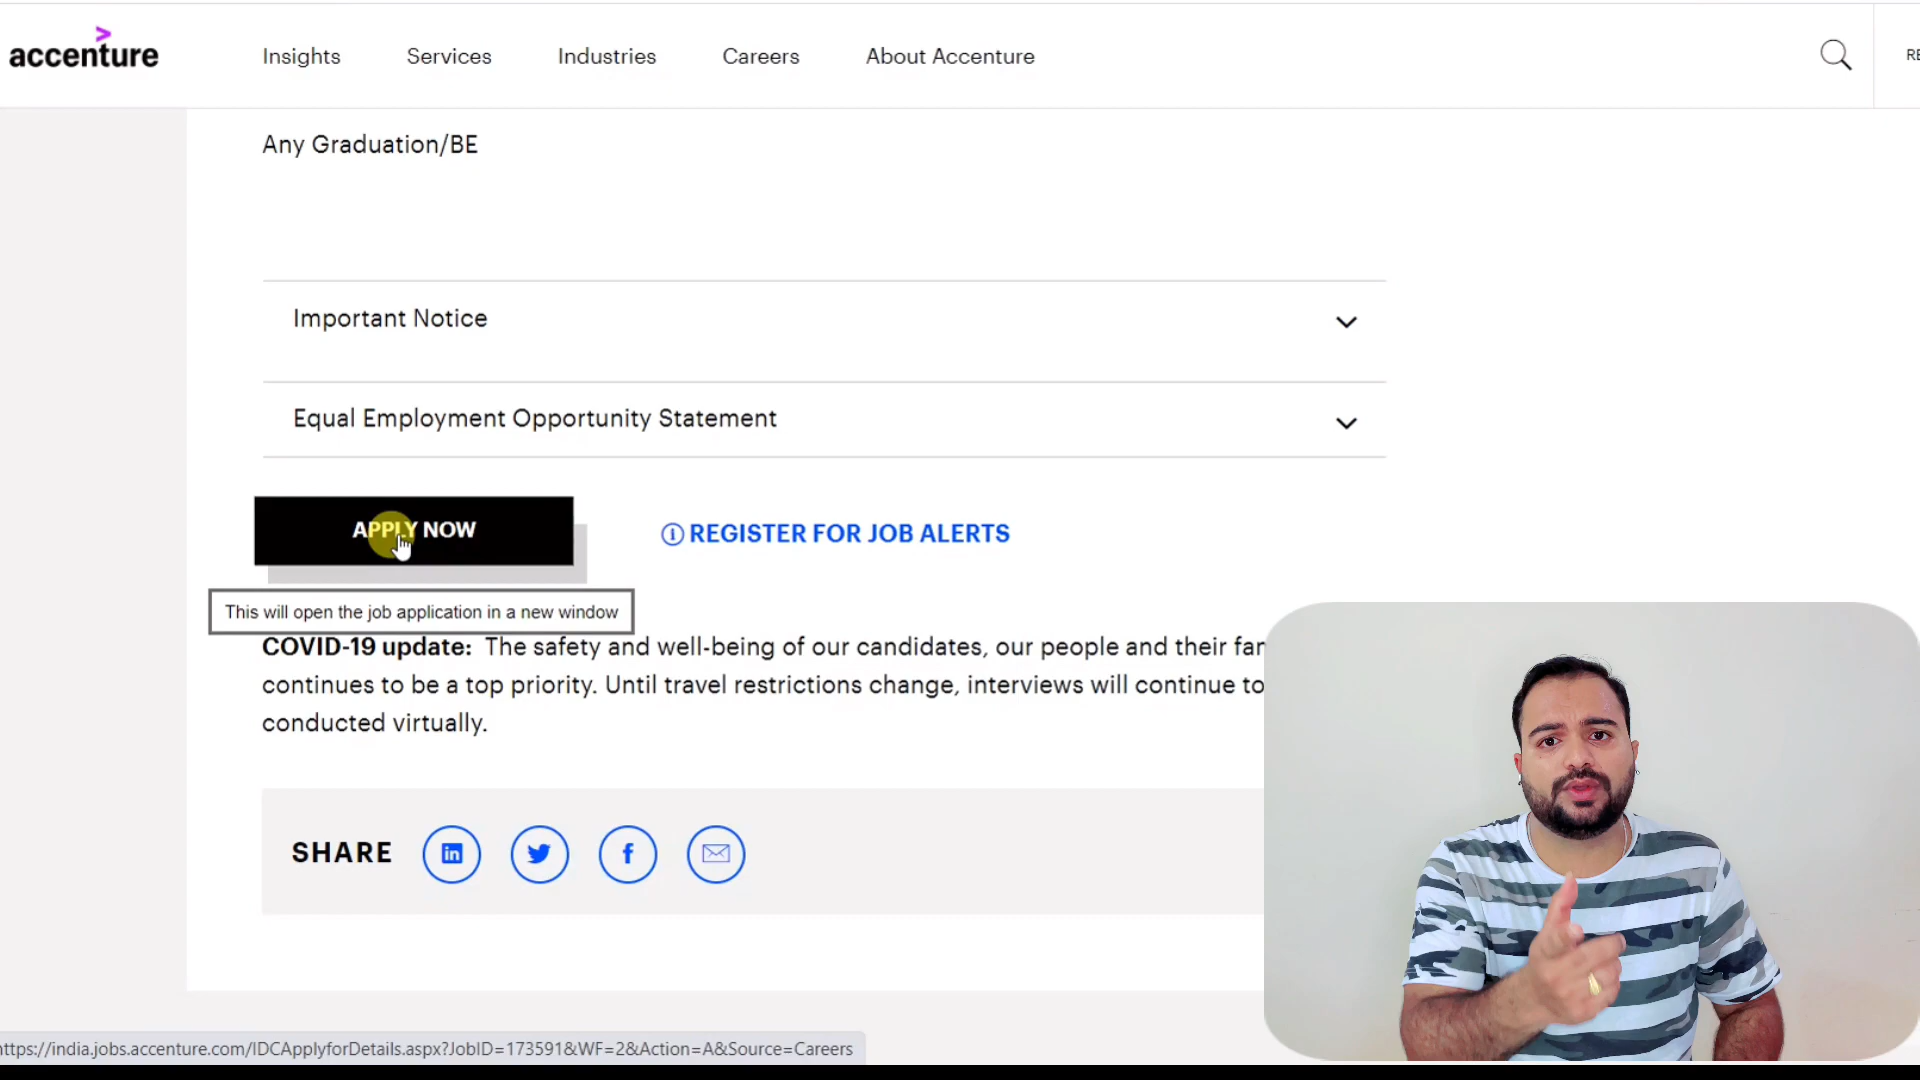 accenture
Insights
Services
Industries
Careers
About Accenture
Any Graduation/BE
Important Notice
Equal Employment Opportunity Statement
APPLY NOW
REGISTER FOR JOB ALERTS
This will open the job application in a new window
COVID-19 update: The safety and well-being of our candidates, our people and their
continues to be a top priority. Until travel restrictions change, interviews will continue to
conducted virtually.
SHARE
https://india.jobs.accenture.com/IDCApplyforDetails.aspx?JobID=173591&WF=2&Action=A&Source=Careers